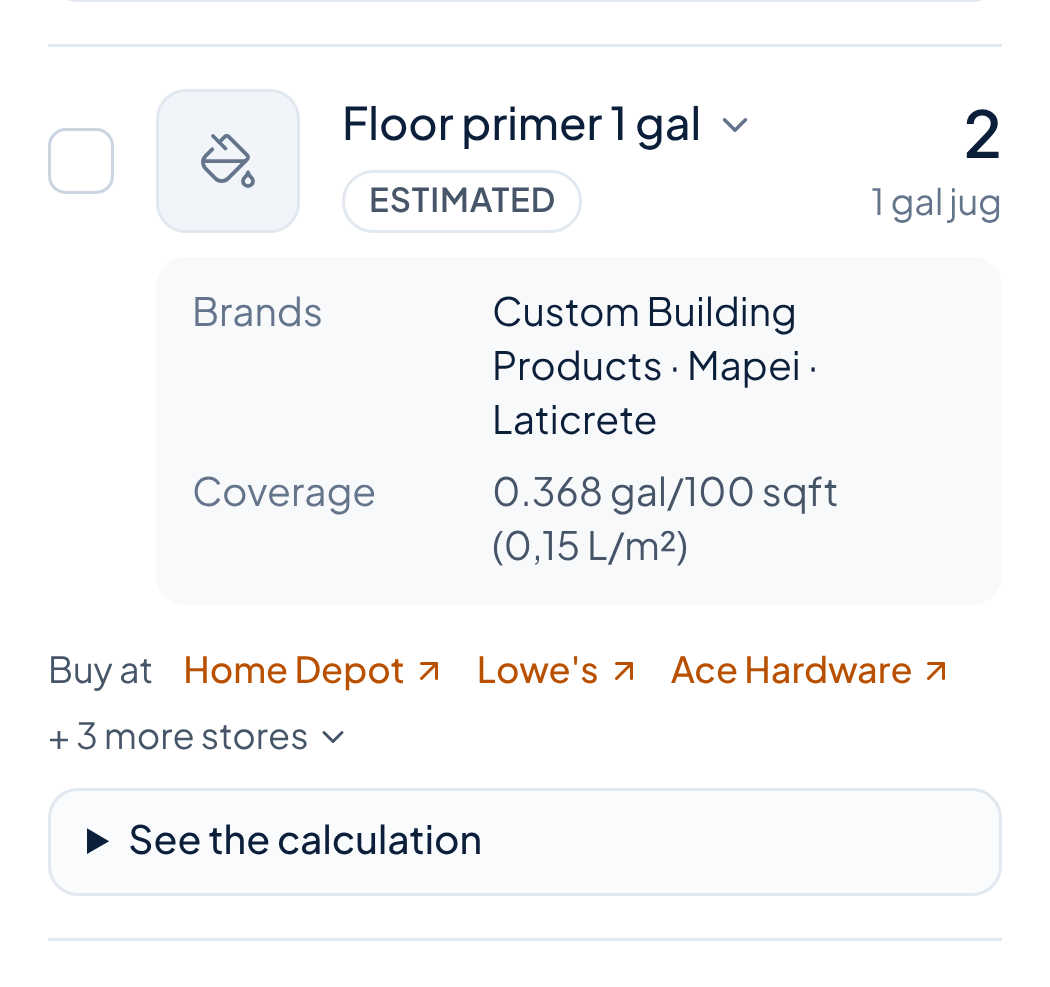 Floor primer 1 gal
2
ESTIMATED
1 gal jug
Brands
Custom Building
Products · Mapei ·
Laticrete
Coverage
0.368 gal/100 sqft
(0,15 L/m²)
Buy at Home Depot ↗ Lowe's ↗ Ace Hardware ↗
+ 3 more stores
▶ See the calculation